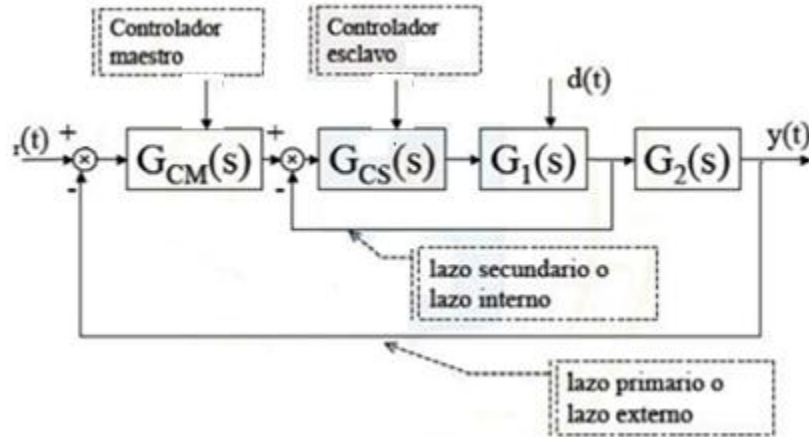 Controlador
maestro
Controlador
esclavo
d(t)
r(t)
+
-
G_CM(s)
+
-
G_CS(s)
G_1(s)
G_2(s)
y(t)
lazo secundario o
lazo interno
lazo primario o
lazo externo